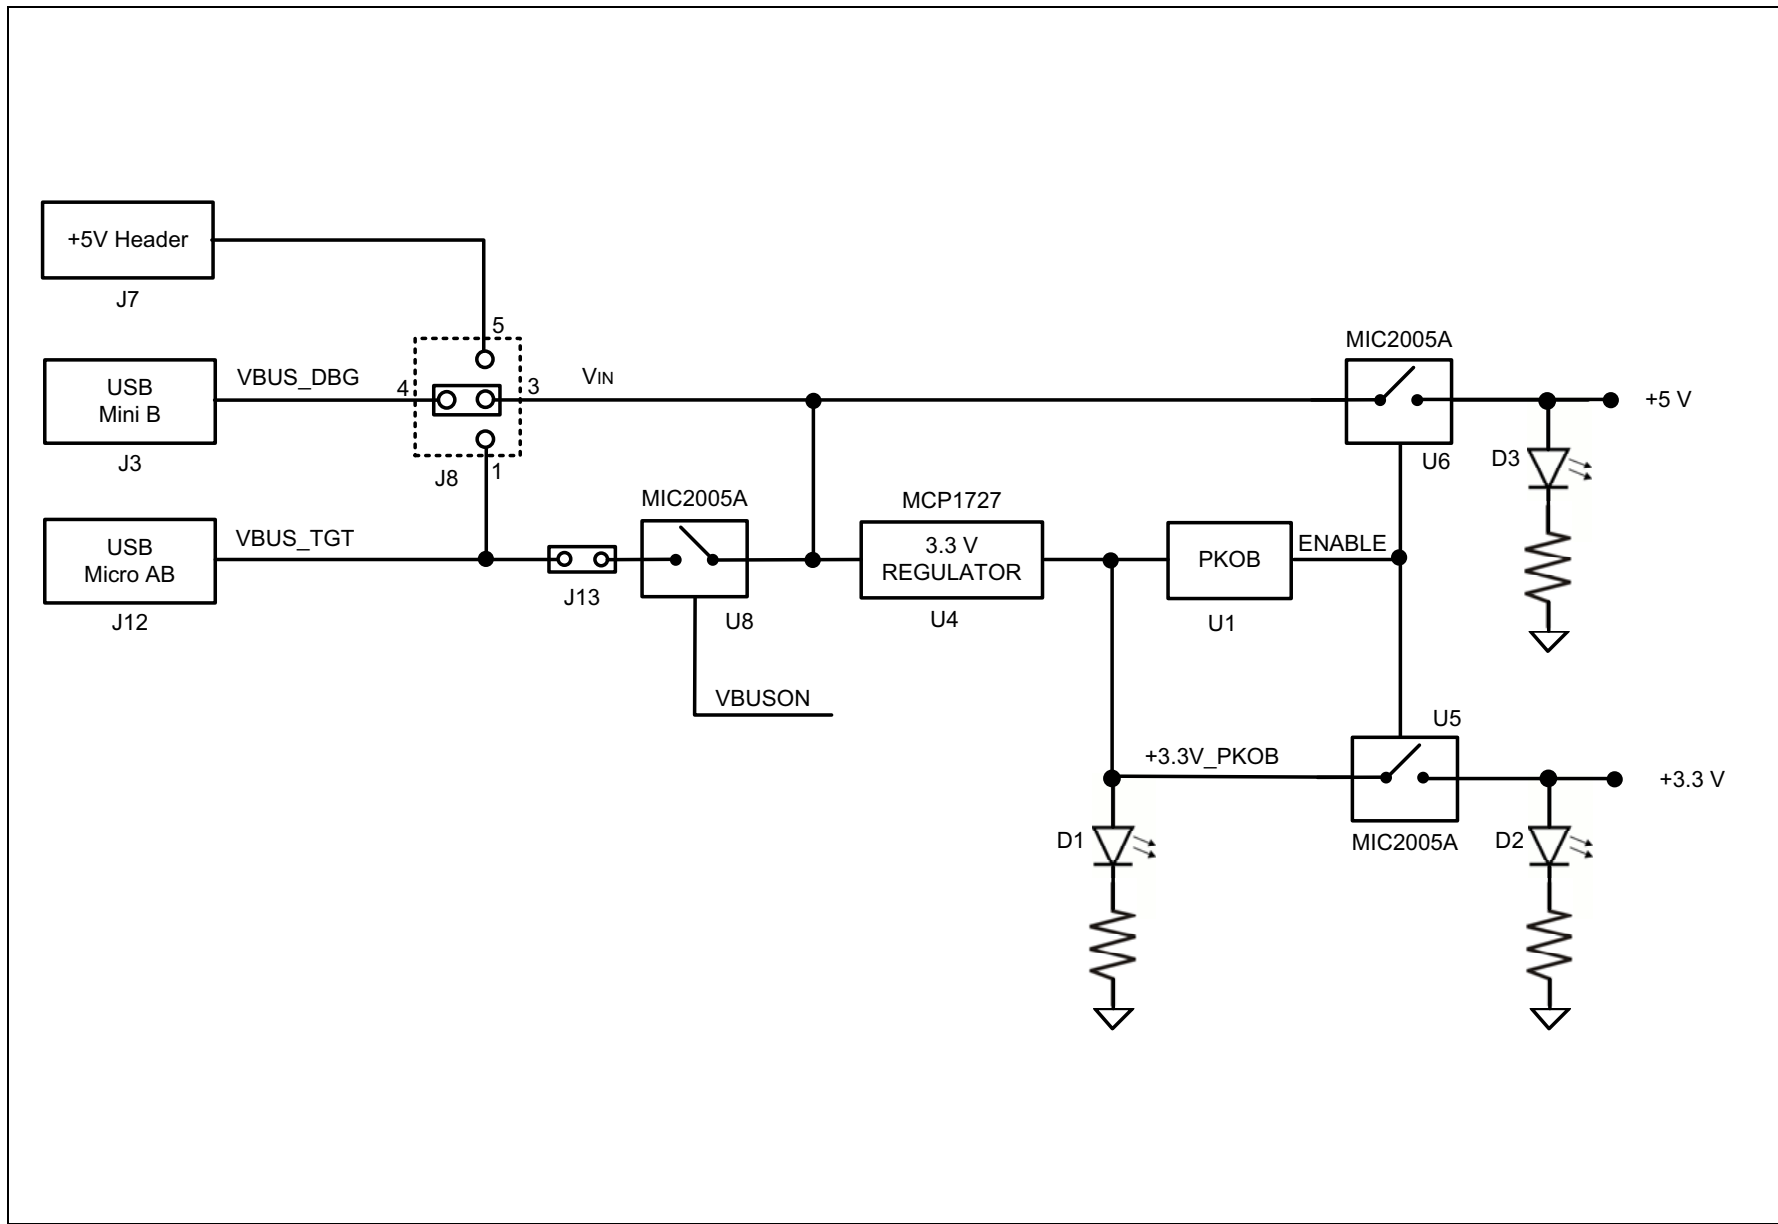 +5V Header
J7
5
MIC2005A
USB
Mini B
VBUS_DBG
4
3
VIN
+5 V
J3
J8
1
U6
D3
MIC2005A
MCP1727
USB
Micro AB
VBUS_TGT
3.3 V
REGULATOR
PKOB
ENABLE
J13
J12
U8
U4
U1
VBUSON
U5
+3.3V_PKOB
+3.3 V
D1
MIC2005A
D2